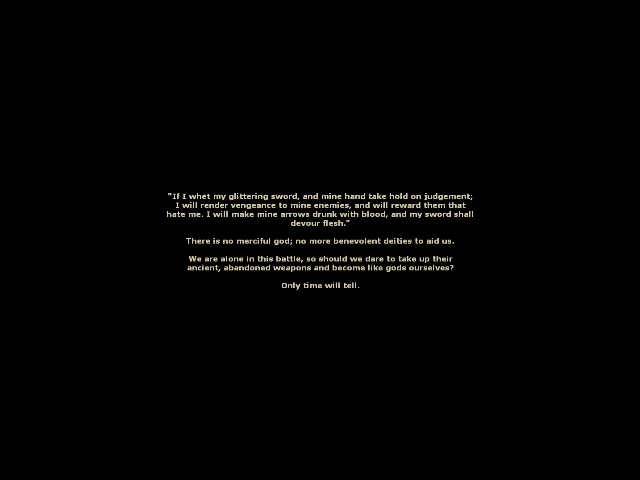 "If I whet my glittering sword, and mine hand take hold on judgement;
I will render vengeance to mine enemies, and will reward them that
hate me. I will make mine arrows drunk with blood, and my sword shall
devour flesh."
There is no merciful god; no more benevolent deities to aid us.
We are alone in this battle, so should we dare to take up their
ancient, abandoned weapons and become like gods ourselves?
Only time will tell.